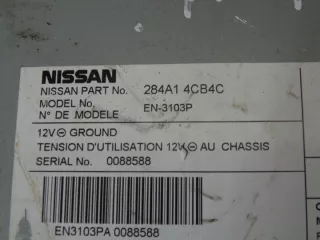 NISSAN
NISSAN PART No. 284A1 4CB4C
MODEL No. EN-3103P
N° DE MODELE
12V⊖ GROUND
TENSION D'UTILISATION 12V⊖ AU CHASSIS
SERIAL No. 0088588
EN3103PA 0088588